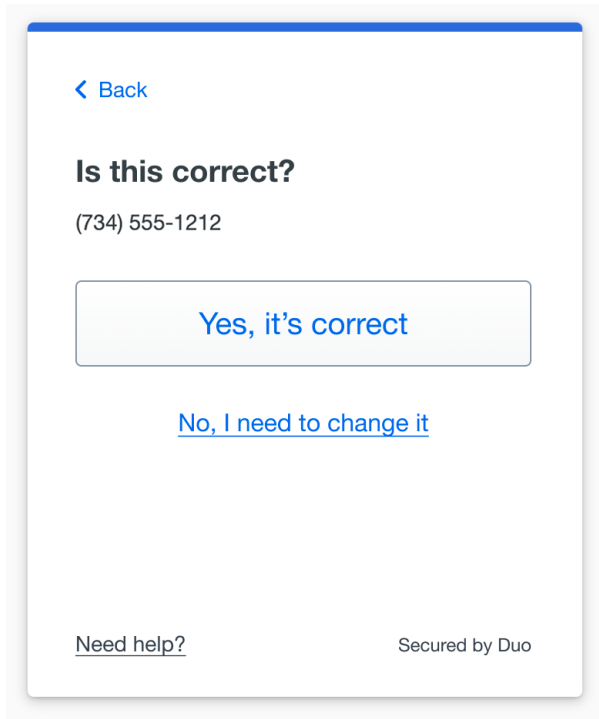 Back
Is this correct?
(734) 555-1212
Yes, it’s correct
No, I need to change it
Need help?
Secured by Duo